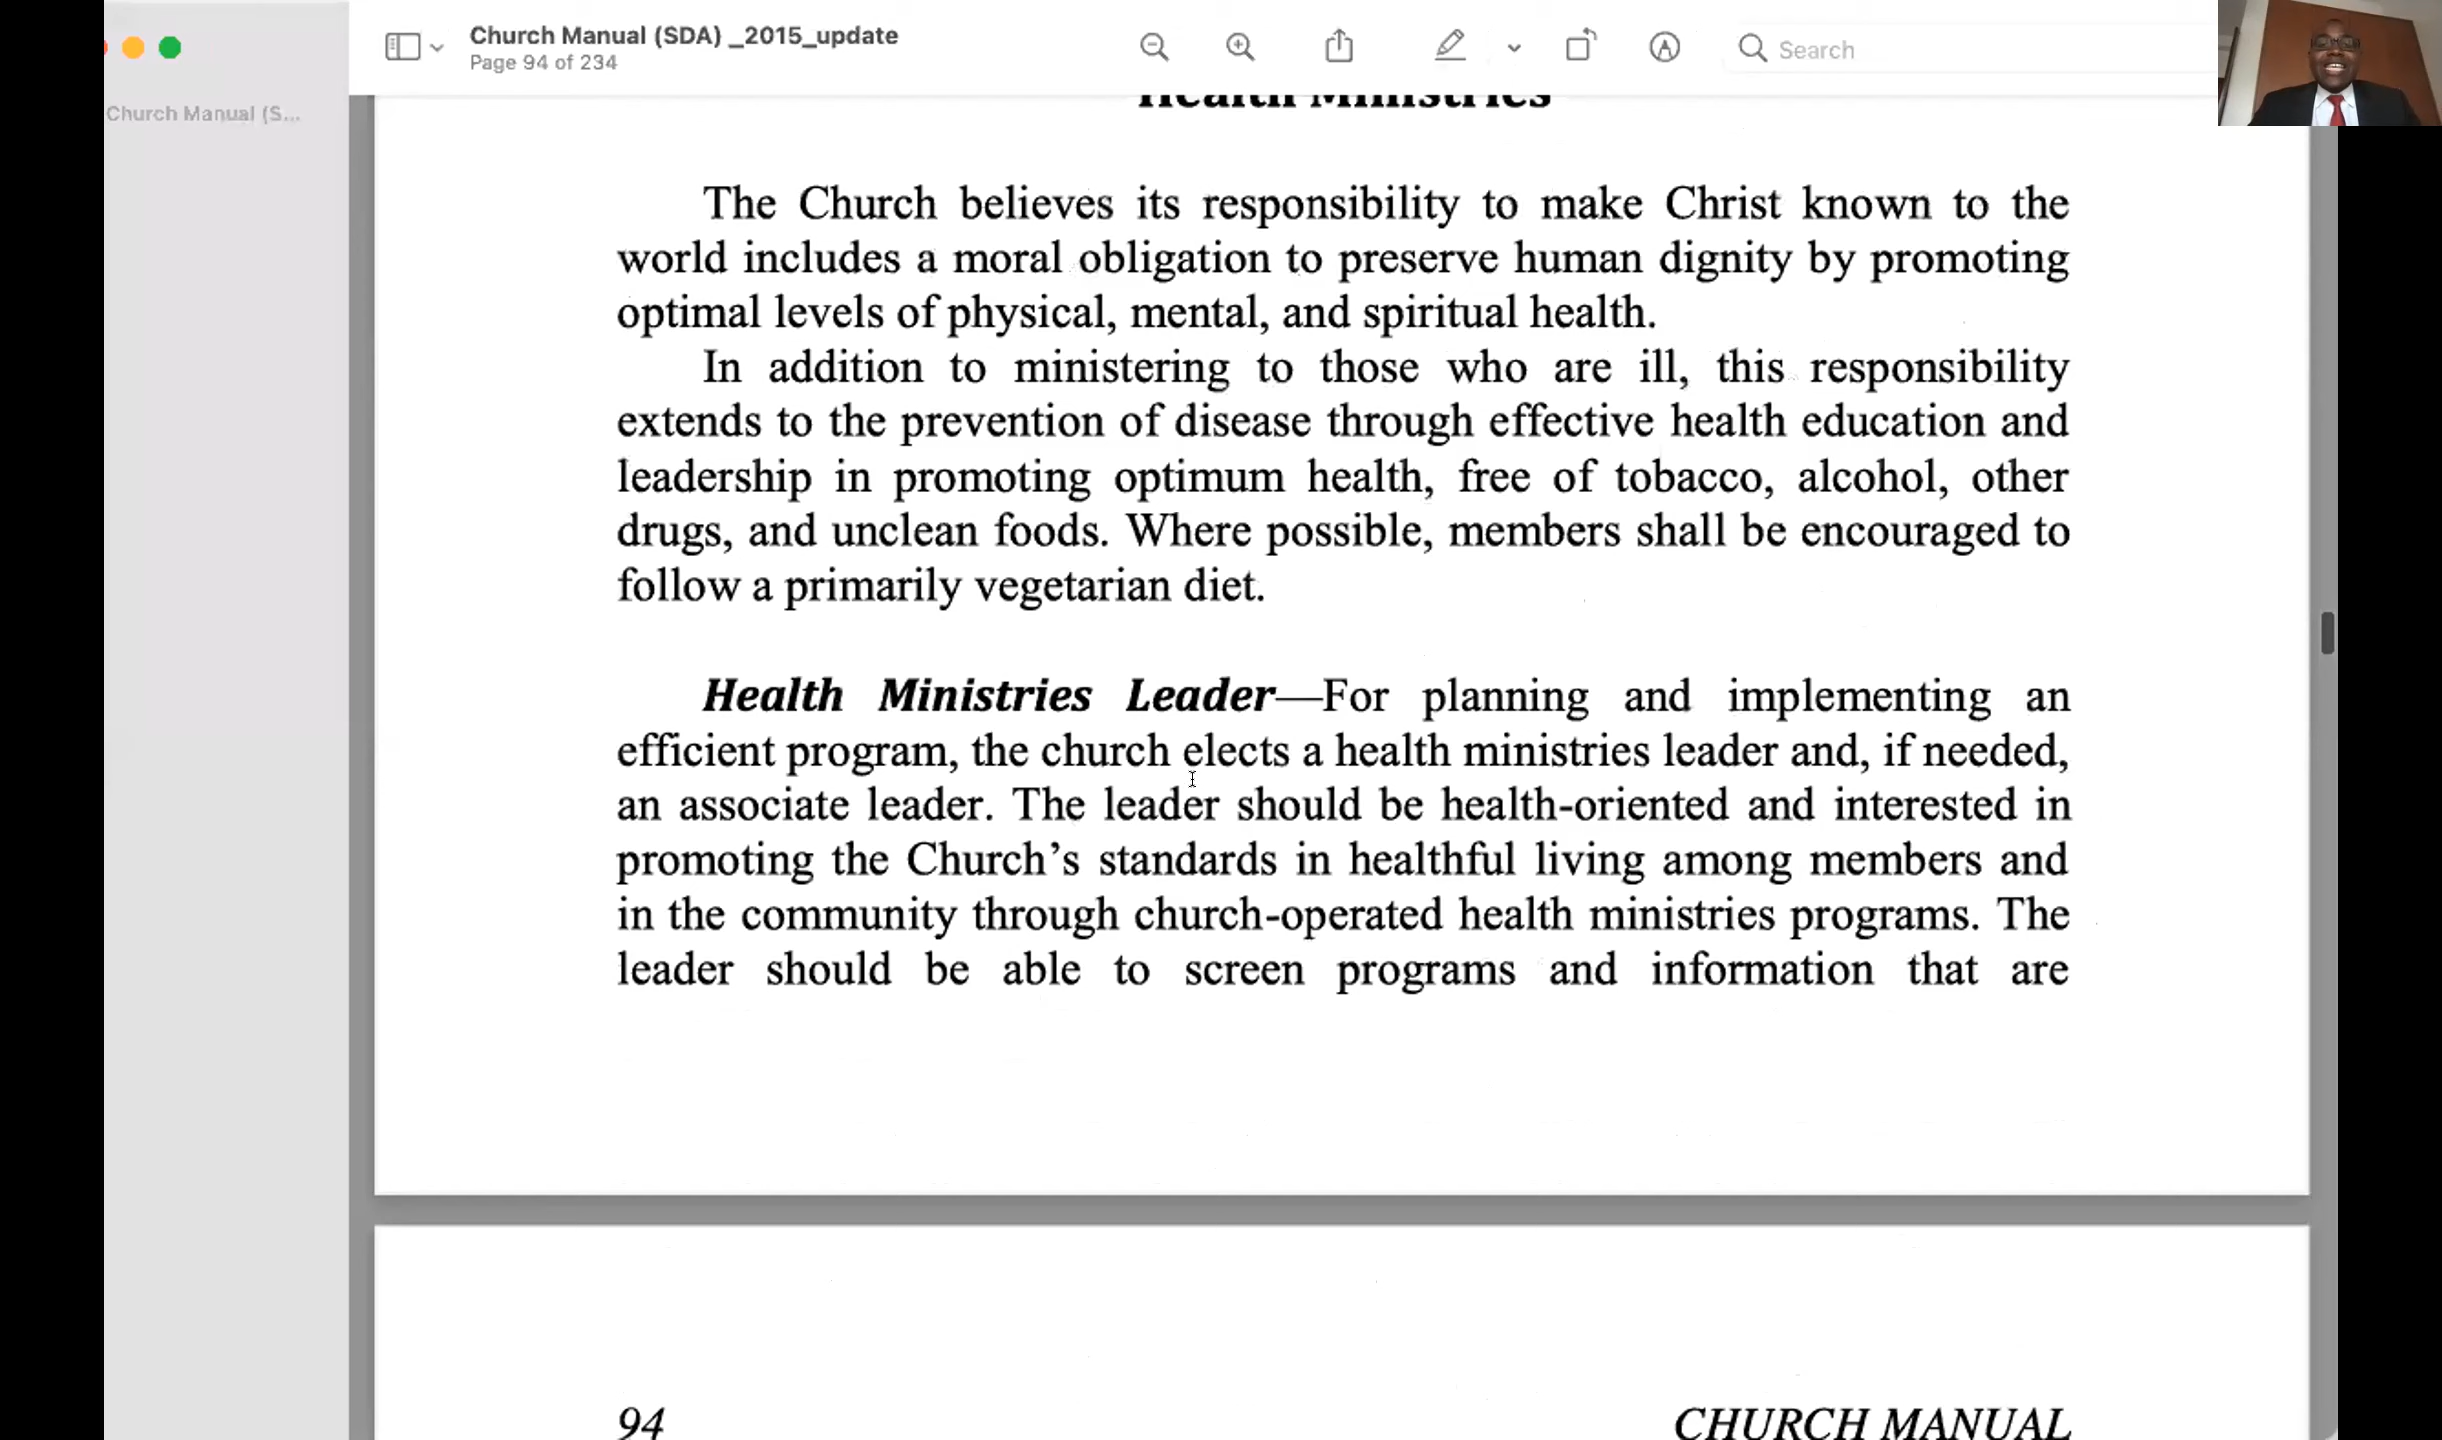 Church Manual (SDA) _2015_update
Page 94 of 234
Search
Church Manual (S...
Health Ministries
The Church believes its responsibility to make Christ known to the
world includes a moral obligation to preserve human dignity by promoting
optimal levels of physical, mental, and spiritual health.
In addition to ministering to those who are ill, this responsibility
extends to the prevention of disease through effective health education and
leadership in promoting optimum health, free of tobacco, alcohol, other
drugs, and unclean foods. Where possible, members shall be encouraged to
follow a primarily vegetarian diet.
Health Ministries Leader—For planning and implementing an
efficient program, the church elects a health ministries leader and, if needed,
an associate leader. The leader should be health-oriented and interested in
promoting the Church’s standards in healthful living among members and
in the community through church-operated health ministries programs. The
leader should be able to screen programs and information that are
94 CHURCH MANUAL